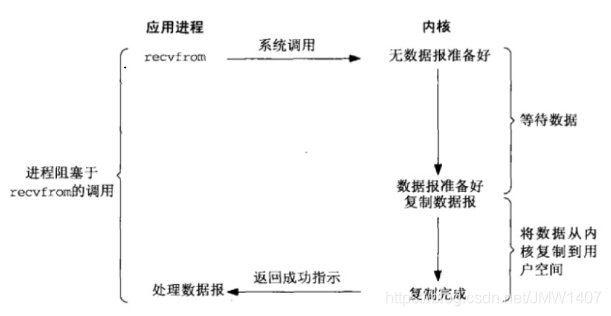 应用进程
内核
recvfrom
系统调用
无数据报准备好
等待数据
进程阻塞于
recvfrom的调用
数据报准备好
复制数据报
将数据从内
核复制到用
户空间
处理数据报
返回成功指示
复制完成
https://blog.csdn.net/JMW1407